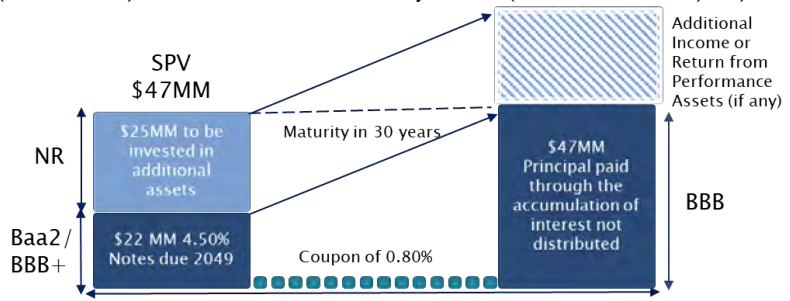 SPV
$47MM
NR
$25MM to be
invested in
additional
assets
Baa2/
BBB+
$22 MM 4.50%
Notes due 2049
Maturity in 30 years
Coupon of 0.80%
$47MM
Principal paid
through the
accumulation of
interest not
distributed
Additional
Income or
Return from
Performance
Assets (if any)
BBB